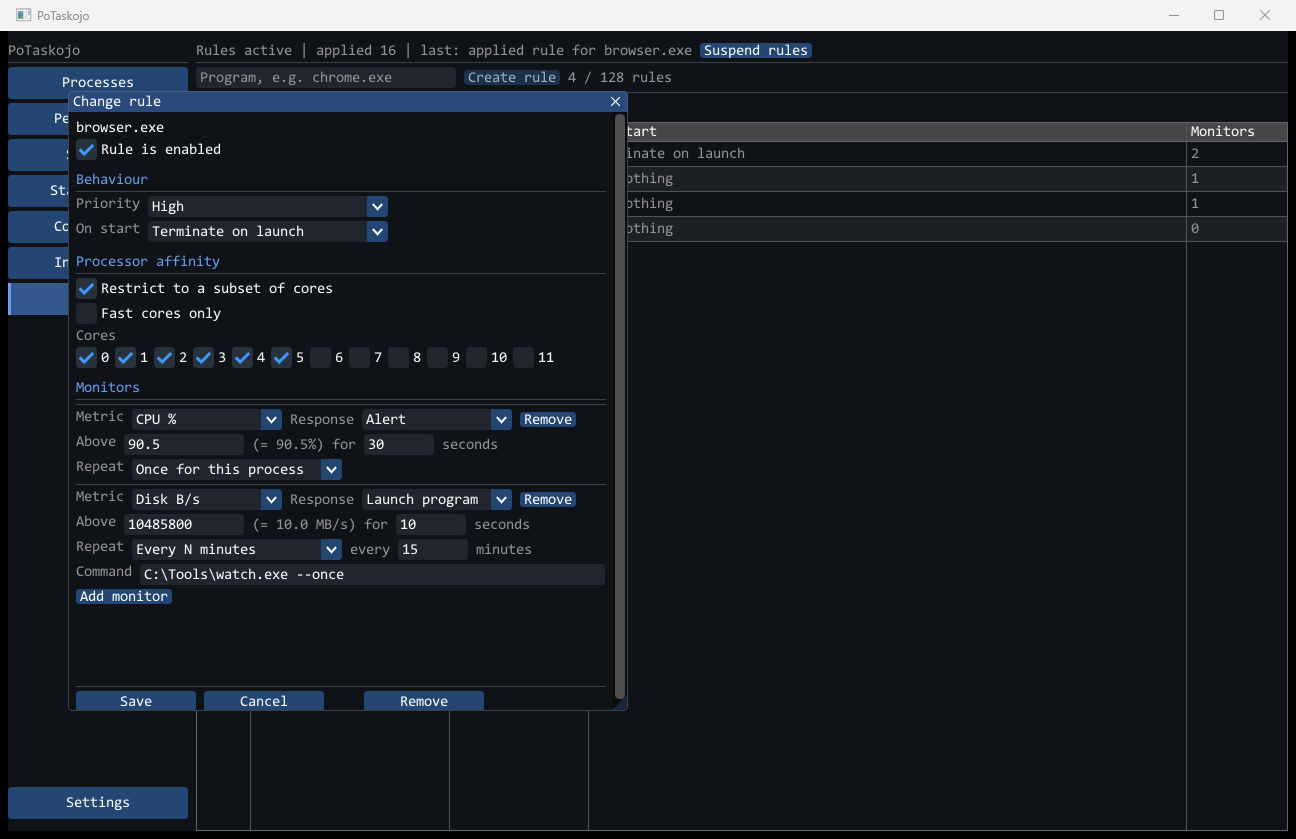 PoTaskojo
PoTaskojo
Rules active | applied 16 | last: applied rule for browser.exe Suspend rules
Processes
Program, e.g. chrome.exe Create rule 4 / 128 rules
Change rule
browser.exe
Rule is enabled
Behaviour
Priority High
On start Terminate on launch
Processor affinity
Restrict to a subset of cores
Fast cores only
Cores
0 1 2 3 4 5 6 7 8 9 10 11
Monitors
Metric CPU % Response Alert Remove
Above 90.5 (= 90.5%) for 30 seconds
Repeat Once for this process
Metric Disk B/s Response Launch program Remove
Above 10485800 (= 10.0 MB/s) for 10 seconds
Repeat Every N minutes every 15 minutes
Command C:\Tools\watch.exe --once
Add monitor
Save Cancel Remove
tart Monitors
inate on launch 2
othing 1
othing 1
othing 0
Settings